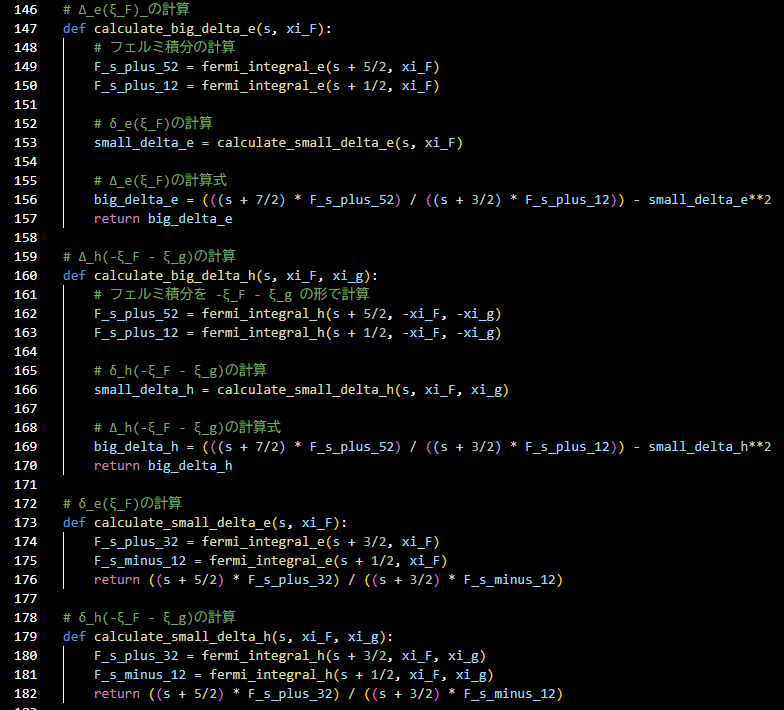 146 # Δ_e(ξ_F)_の計算
147 def calculate_big_delta_e(s, xi_F):
148 # フェルミ積分の計算
149 F_s_plus_52 = fermi_integral_e(s + 5/2, xi_F)
150 F_s_plus_12 = fermi_integral_e(s + 1/2, xi_F)
151
152 # δ_e(ξ_F)の計算
153 small_delta_e = calculate_small_delta_e(s, xi_F)
154
155 # Δ_e(ξ_F)の計算式
156 big_delta_e = (((s + 7/2) * F_s_plus_52) / ((s + 3/2) * F_s_plus_12)) - small_delta_e**2
157 return big_delta_e
158
159 # Δ_h(-ξ_F - ξ_g)の計算
160 def calculate_big_delta_h(s, xi_F, xi_g):
161 # フェルミ積分を -ξ_F - ξ_g の形で計算
162 F_s_plus_52 = fermi_integral_h(s + 5/2, -xi_F, -xi_g)
163 F_s_plus_12 = fermi_integral_h(s + 1/2, -xi_F, -xi_g)
164
165 # δ_h(-ξ_F - ξ_g)の計算
166 small_delta_h = calculate_small_delta_h(s, xi_F, xi_g)
167
168 # Δ_h(-ξ_F - ξ_g)の計算式
169 big_delta_h = (((s + 7/2) * F_s_plus_52) / ((s + 3/2) * F_s_plus_12)) - small_delta_h**2
170 return big_delta_h
171
172 # δ_e(ξ_F)の計算
173 def calculate_small_delta_e(s, xi_F):
174 F_s_plus_32 = fermi_integral_e(s + 3/2, xi_F)
175 F_s_minus_12 = fermi_integral_e(s + 1/2, xi_F)
176 return ((s + 5/2) * F_s_plus_32) / ((s + 3/2) * F_s_minus_12)
177
178 # δ_h(-ξ_F - ξ_g)の計算
179 def calculate_small_delta_h(s, xi_F, xi_g):
180 F_s_plus_32 = fermi_integral_h(s + 3/2, xi_F, xi_g)
181 F_s_minus_12 = fermi_integral_h(s + 1/2, xi_F, xi_g)
182 return ((s + 5/2) * F_s_plus_32) / ((s + 3/2) * F_s_minus_12)